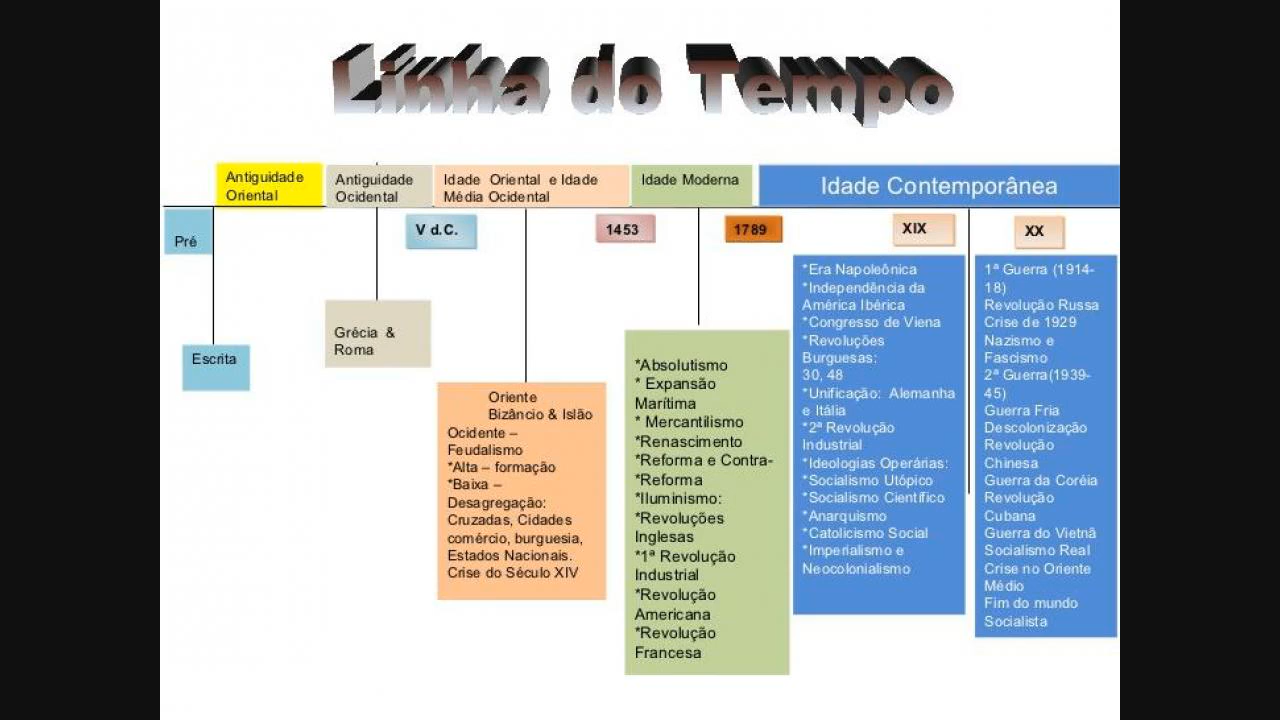 Linha do Tempo
Antiguidade
Oriental
Antiguidade
Ocidental
Idade Oriental e Idade
Média Ocidental
Idade Moderna
Idade Contemporânea
Pré
V d.C.
1453
1789
XIX
XX
Escrita
Grécia &
Roma
Oriente
Bizâncio & Islão
Ocidente –
Feudalismo
*Alta – formação
*Baixa –
Desagregação:
Cruzadas, Cidades
comércio, burguesia,
Estados Nacionais.
Crise do Século XIV
*Absolutismo
* Expansão
Marítima
* Mercantilismo
*Renascimento
*Reforma e Contra-
*Reforma
*Iluminismo:
*Revoluções
Inglesas
*1ª Revolução
Industrial
*Revolução
Americana
*Revolução
Francesa
*Era Napoleônica
*Independência da
América Ibérica
*Congresso de Viena
*Revoluções
Burguesas:
30, 48
*Unificação: Alemanha
e Itália
*2ª Revolução
Industrial
*Ideologias Operárias:
*Socialismo Utópico
*Socialismo Científico
*Anarquismo
*Catolicismo Social
*Imperialismo e
Neocolonialismo
1ª Guerra (1914-
18)
Revolução Russa
Crise de 1929
Nazismo e
Fascismo
2ª Guerra(1939-
45)
Guerra Fria
Descolonização
Revolução
Chinesa
Guerra da Coréia
Revolução
Cubana
Guerra do Vietnã
Socialismo Real
Crise no Oriente
Médio
Fim do mundo
Socialista